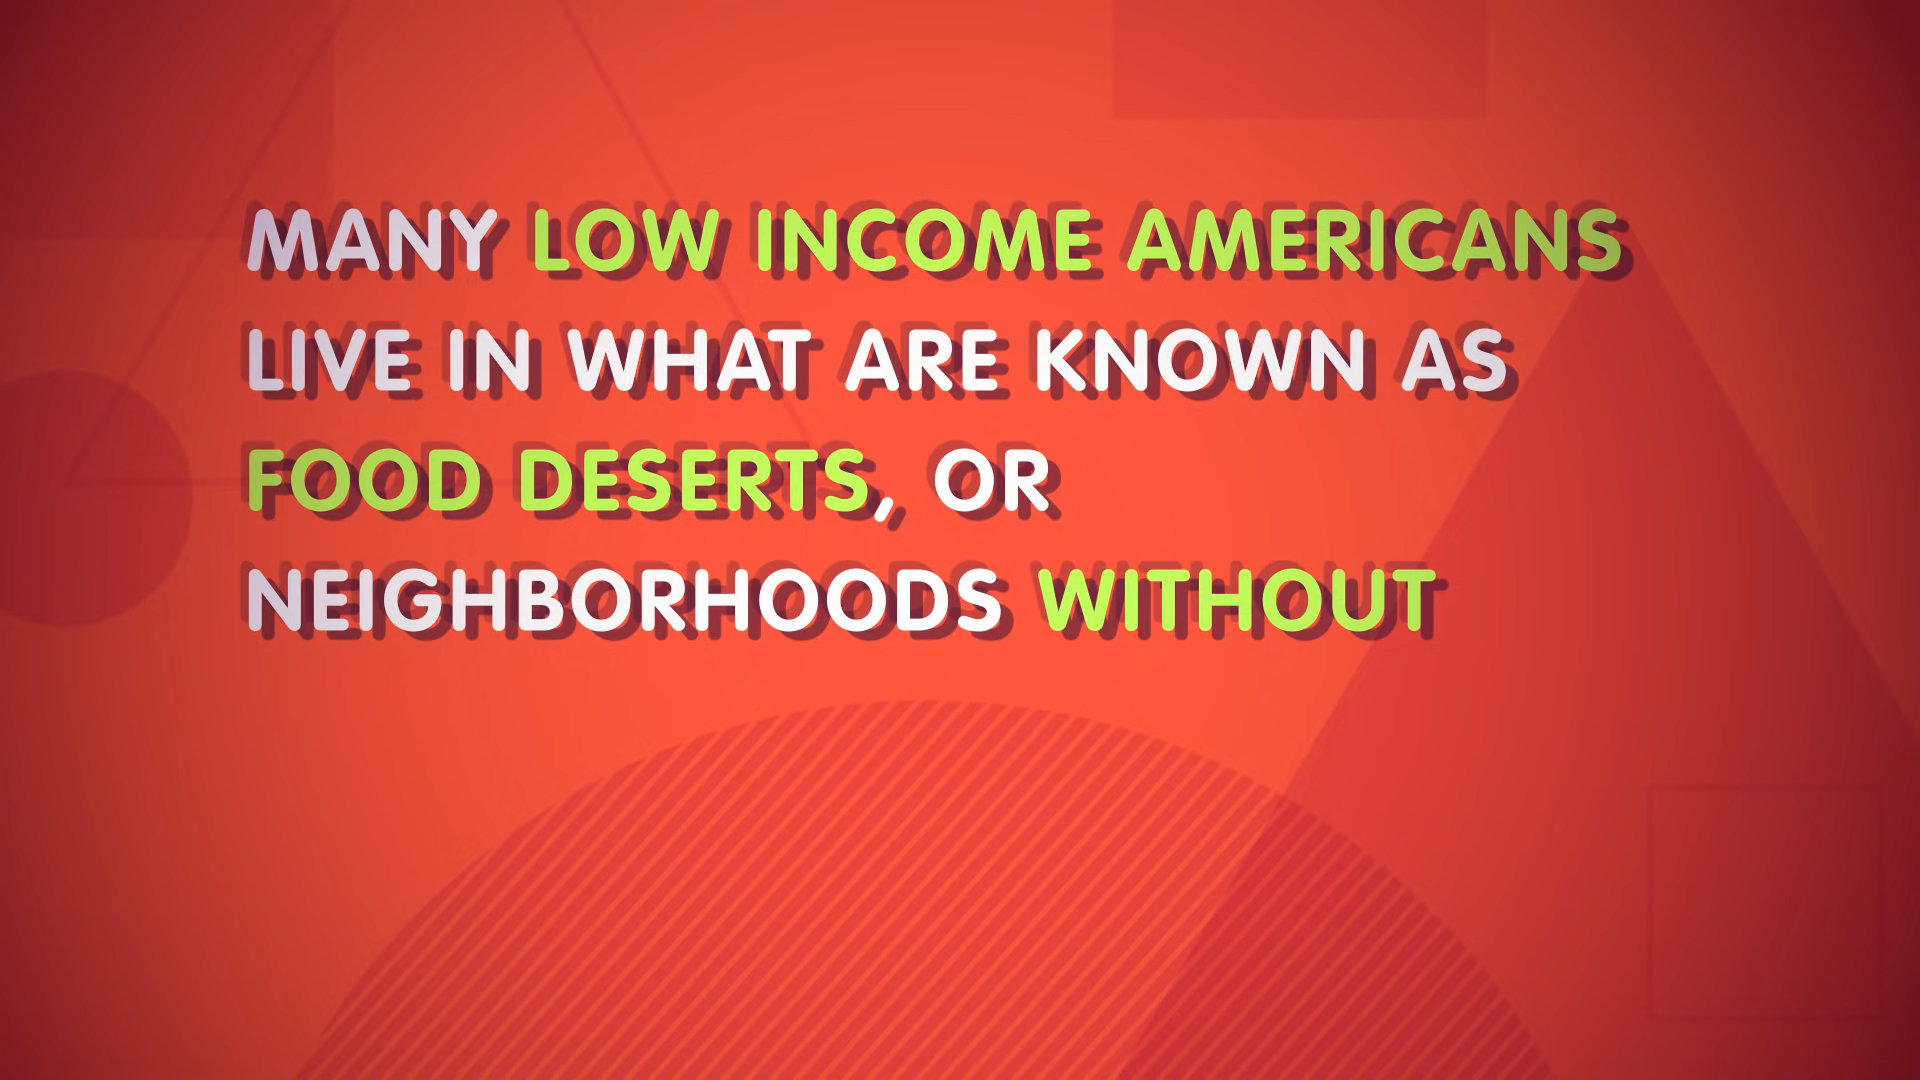 MANY LOW INCOME AMERICANS
LIVE IN WHAT ARE KNOWN AS
FOOD DESERTS, OR
NEIGHBORHOODS WITHOUT